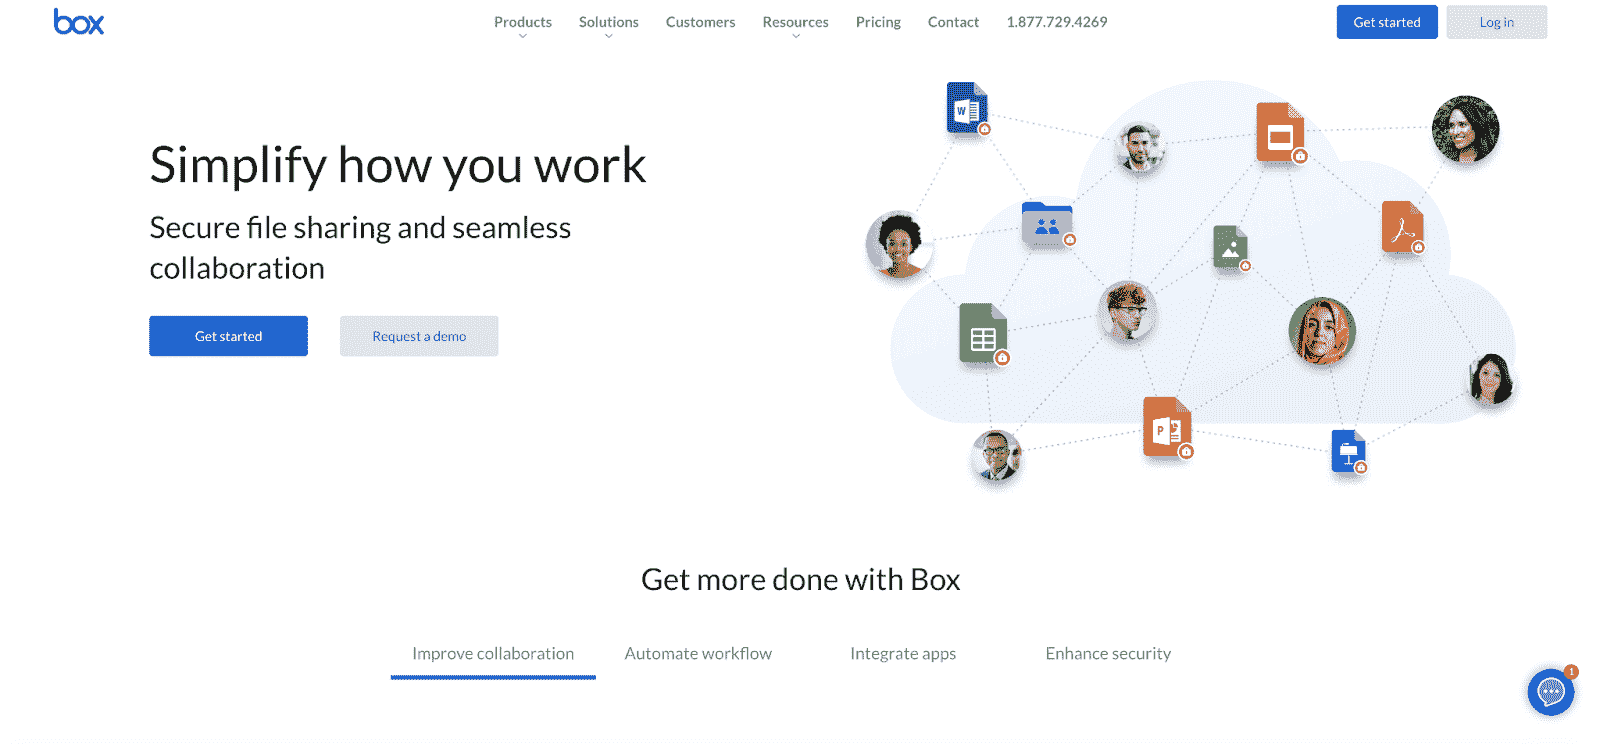 box
Products
Solutions
Customers
Resources
Pricing
Contact
1.877.729.4269
Get started
Log in
Simplify how you work
Secure file sharing and seamless
collaboration
Get started
Request a demo
W
P
Get more done with Box
Improve collaboration
Automate workflow
Integrate apps
Enhance security
1